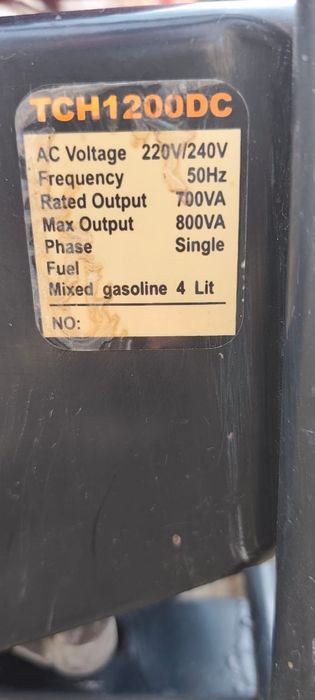 TCH1200DC
AC Voltage 220V/240V
Frequency 50Hz
Rated Output 700VA
Max Output 800VA
Phase Single
Fuel
Mixed gasoline 4 Lit
NO: